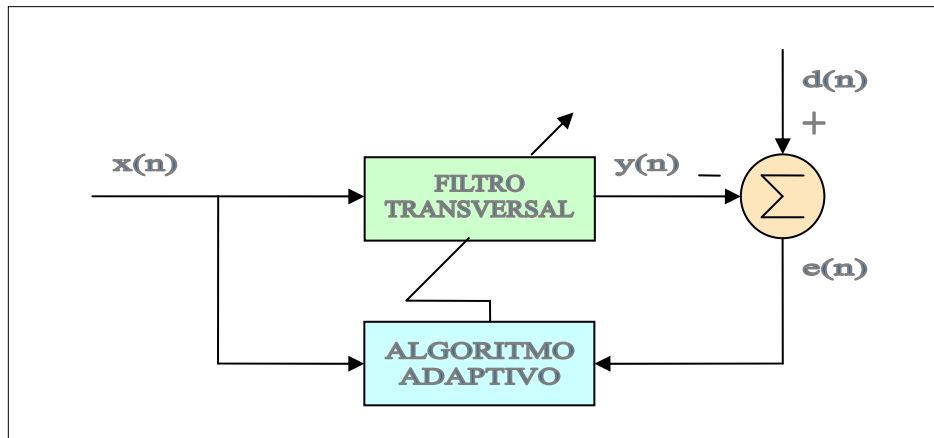 d(n)
+
x(n)
y(n)
−
FILTRO
TRANSVERSAL
Σ
e(n)
ALGORITMO
ADAPTIVO